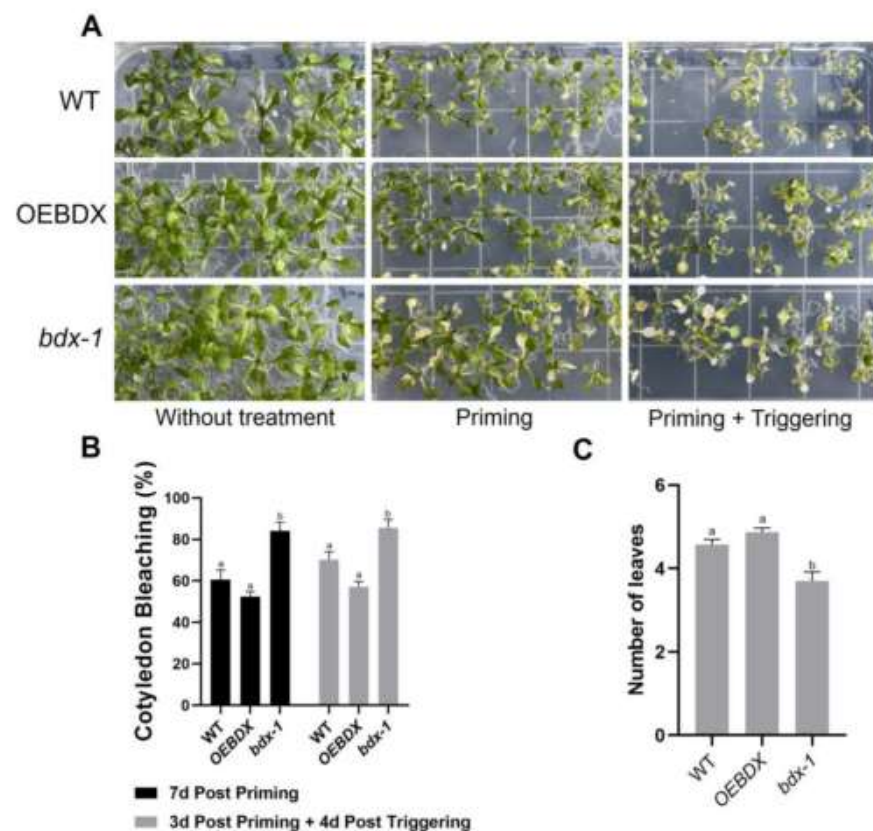 A
WT
OEBDX
bdx-1
Without treatment
Priming
Priming + Triggering
B
Cotyledon Bleaching (%)
100
80
60
40
20
0
a
a
b
a
a
b
WT
OEBDX
bdx-1
WT
OEBDX
bdx-1
7d Post Priming
3d Post Priming + 4d Post Triggering
C
Number of leaves
6
4
2
0
a
a
b
WT
OEBDX
bdx-1